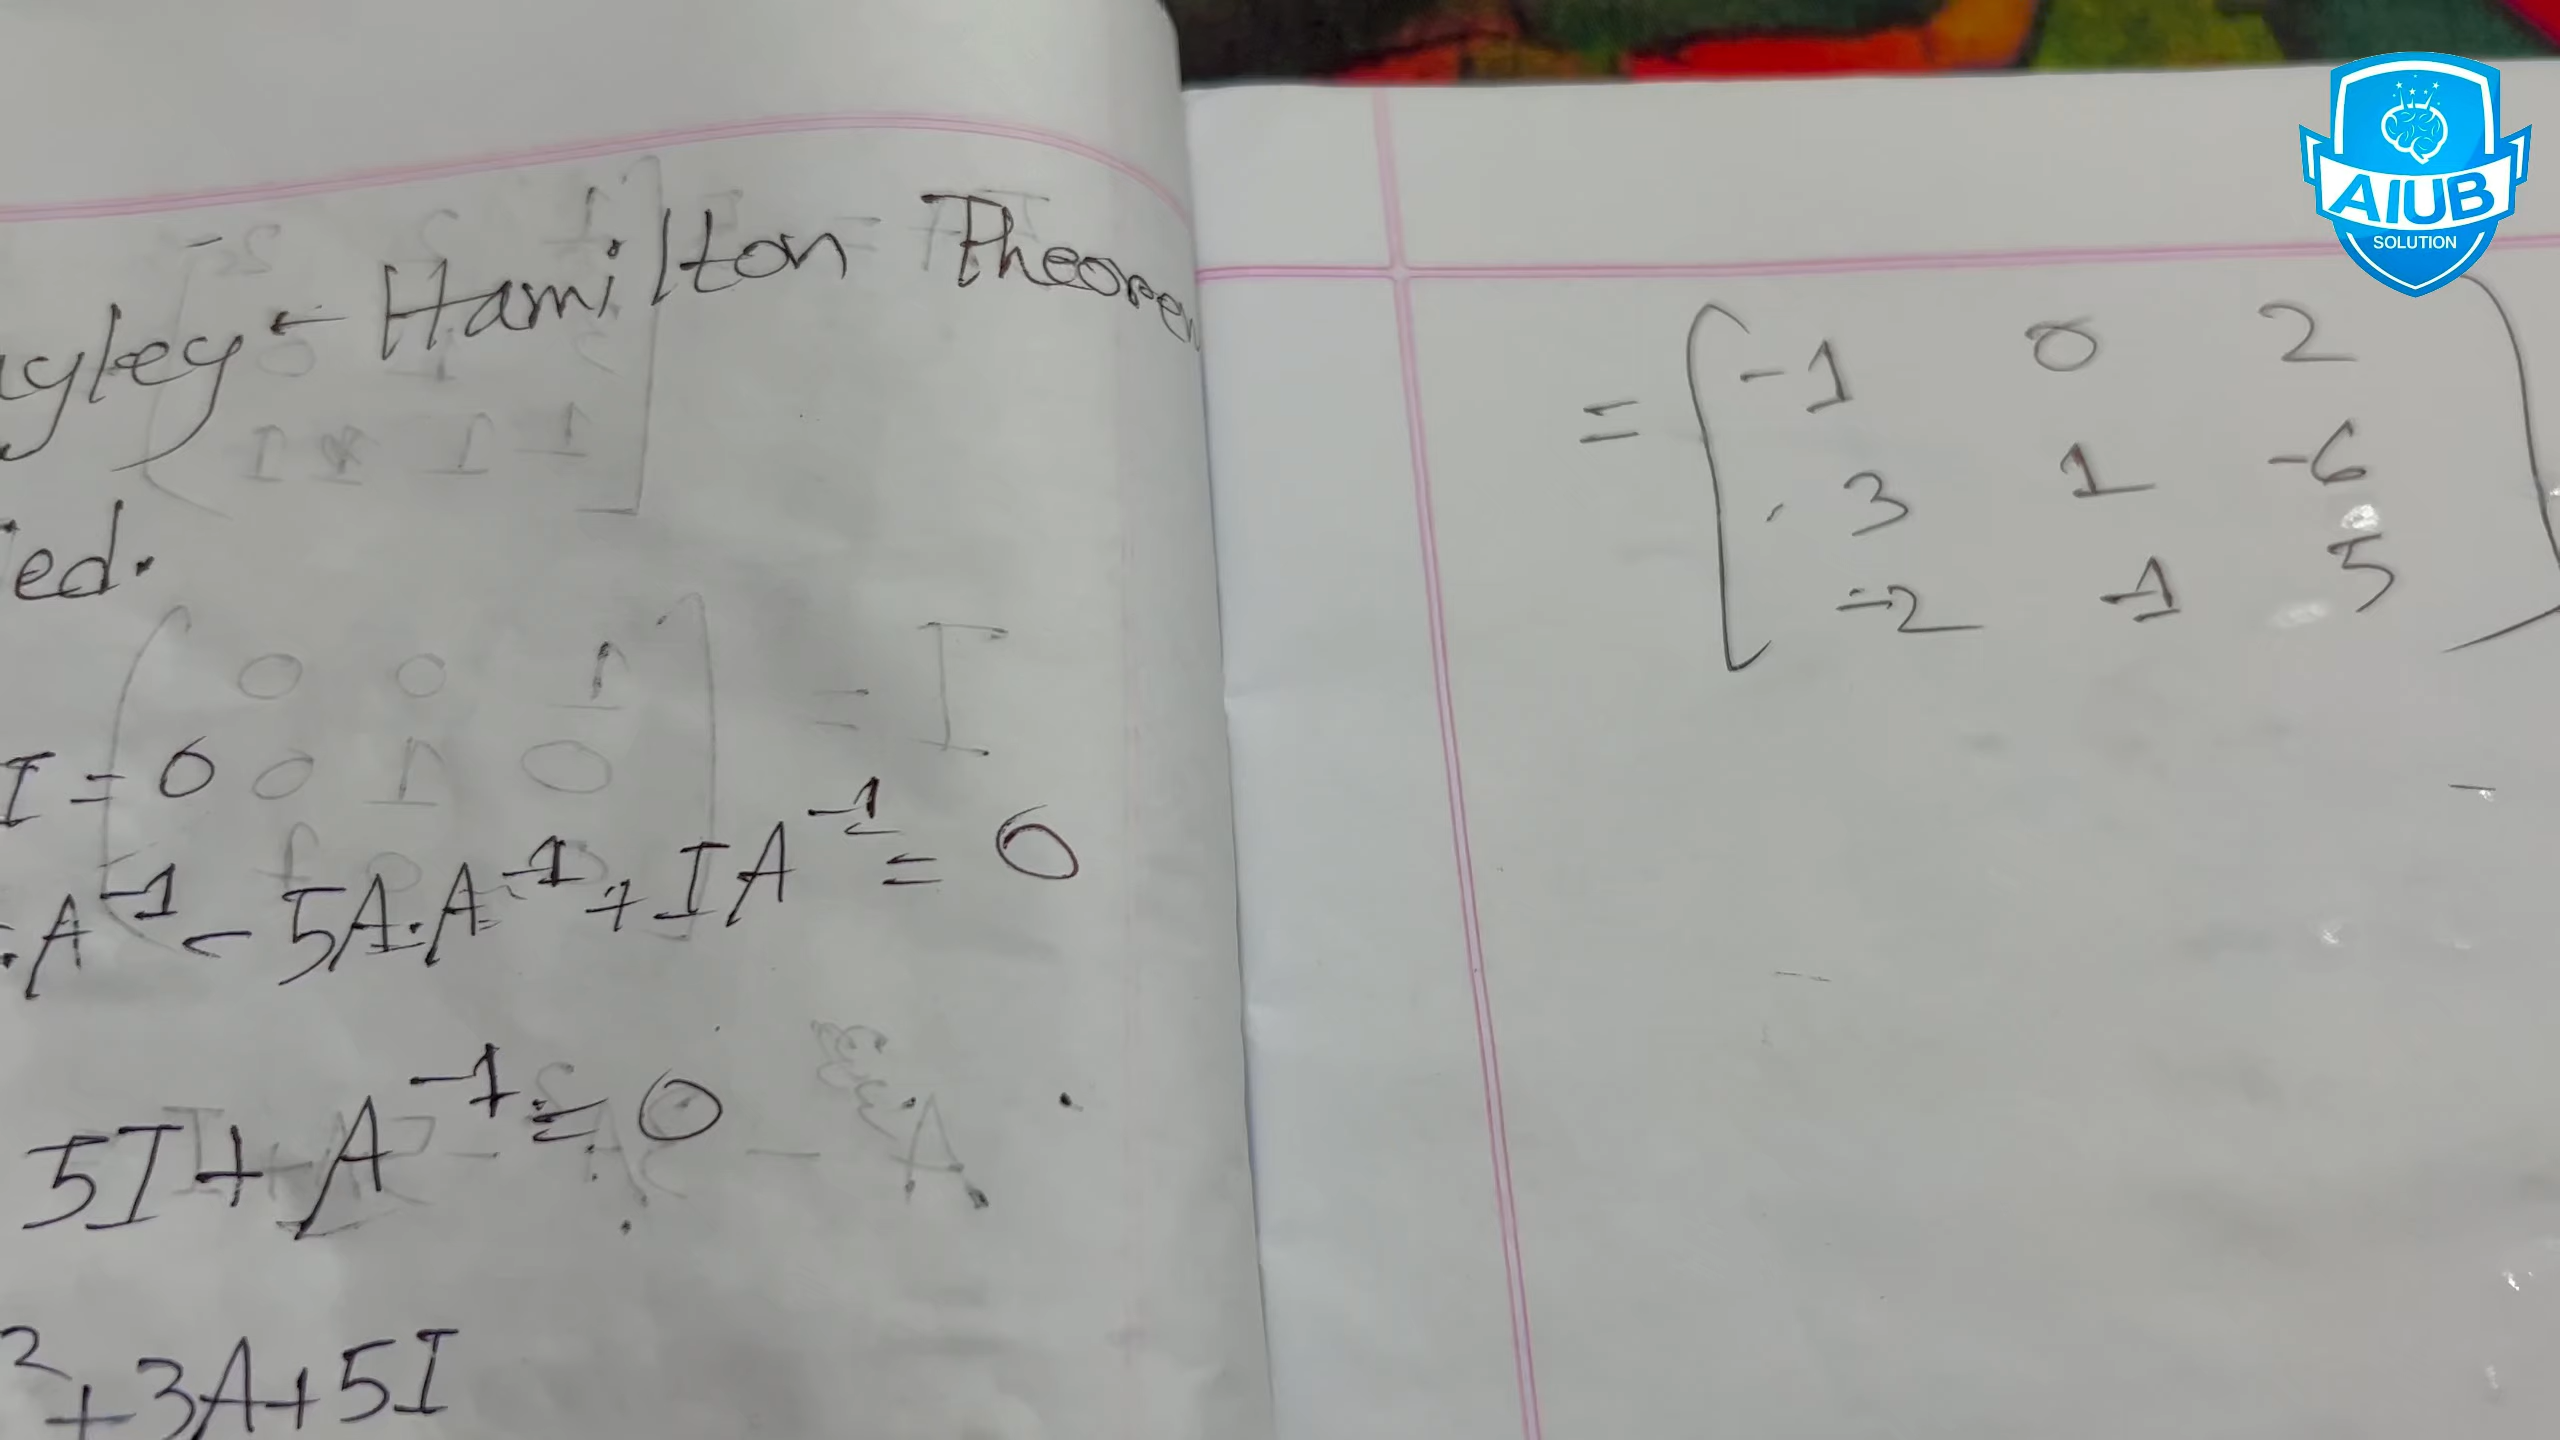 Hamilton Theorem
ied.
I = 0
.A⁻¹ - 5A.A⁻¹ + IA⁻¹ = 0
5I + A⁻¹ = 0
² + 3A + 5I
= [ -1 0 2
3 1 -6
-2 -1 5 ]
AIUB
SOLUTION